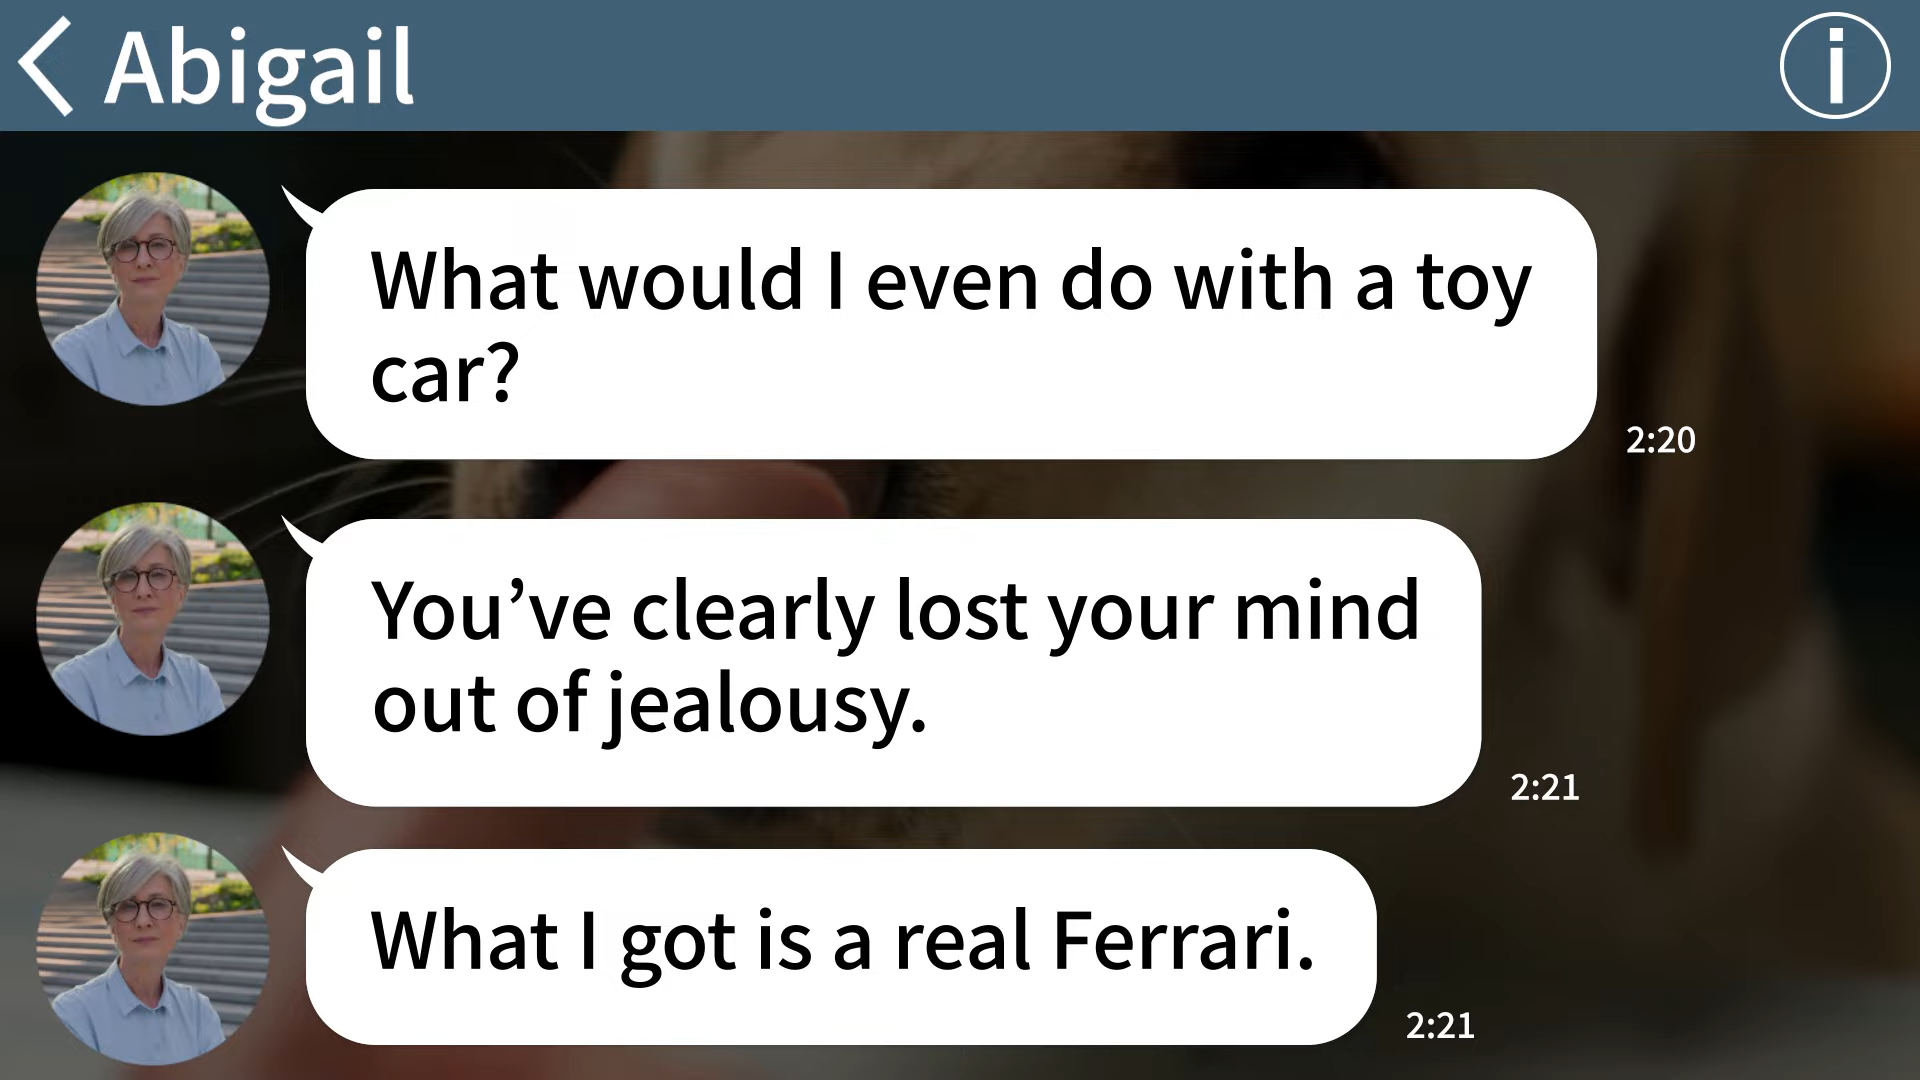 Abigail
What would I even do with a toy
car?
2:20
You’ve clearly lost your mind
out of jealousy.
2:21
What I got is a real Ferrari.
2:21